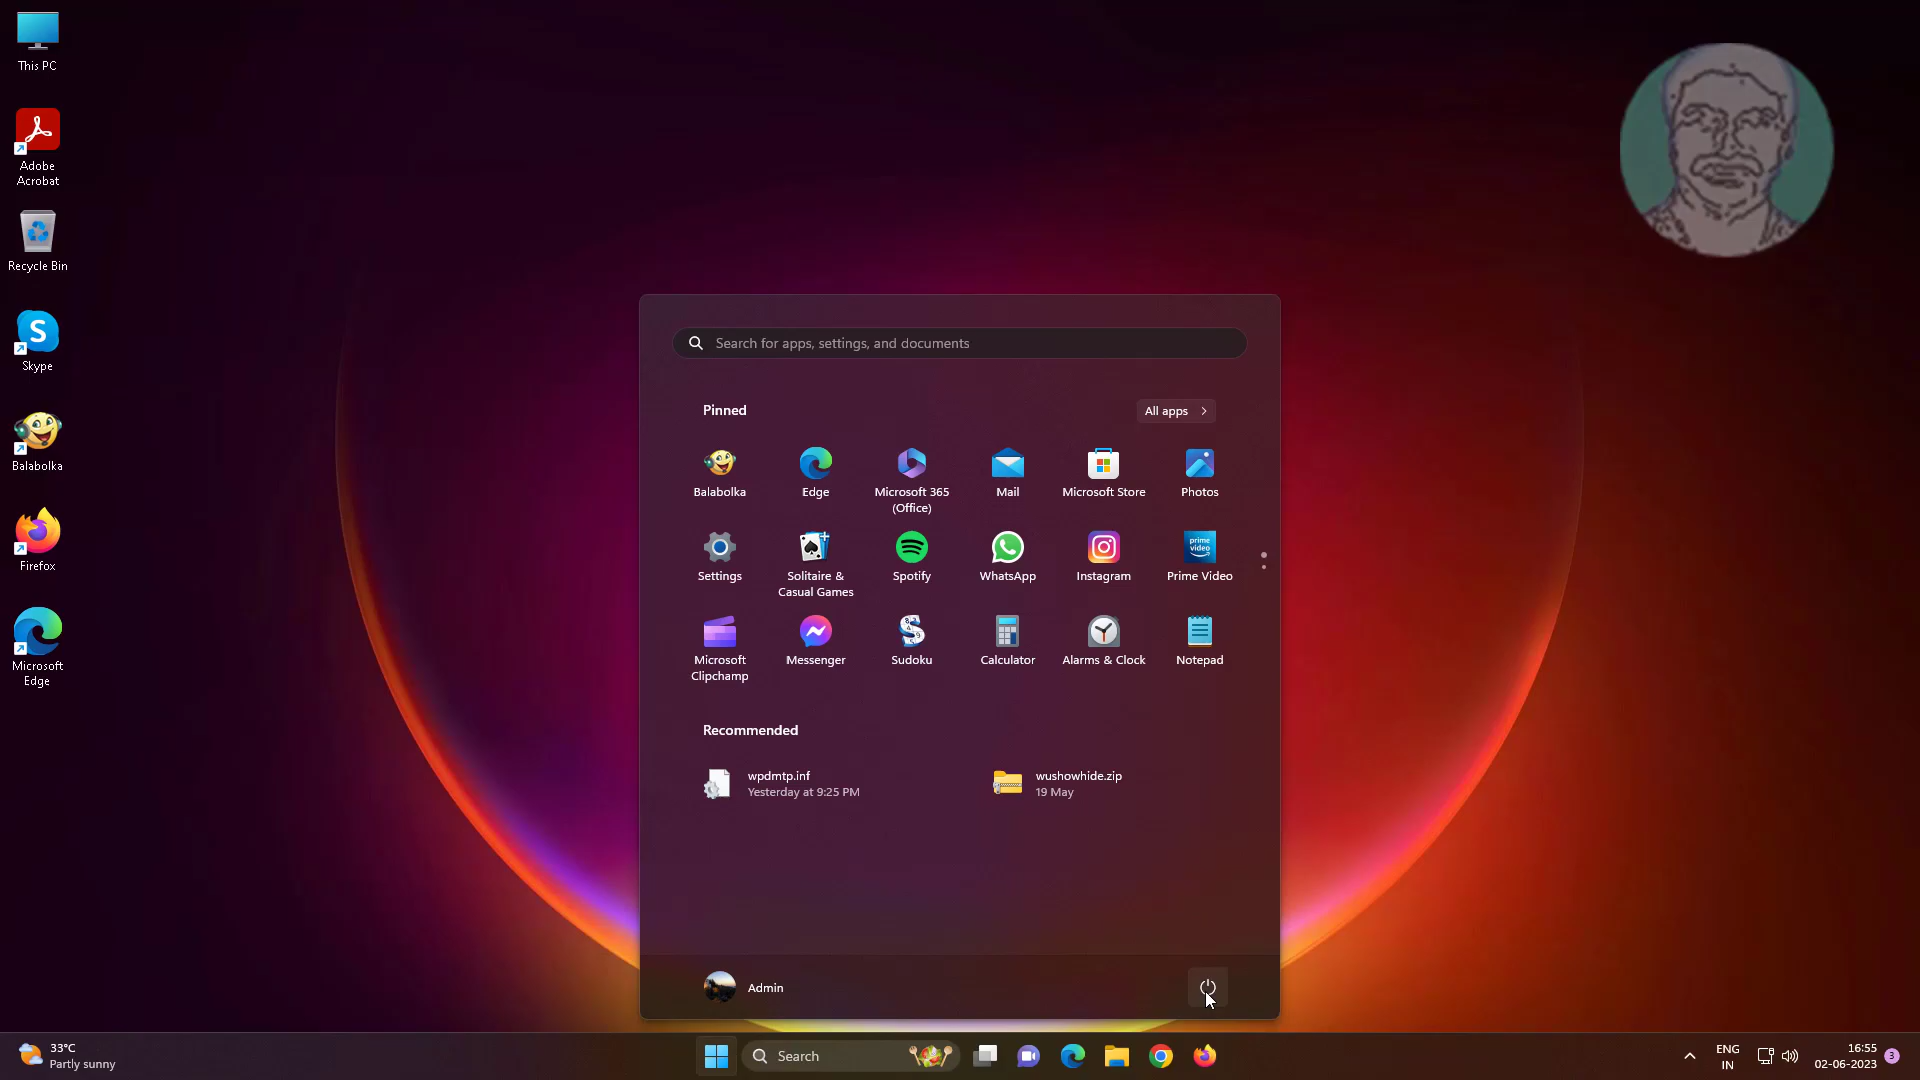 This PC
Adobe
Acrobat
Recycle Bin
Skype
Balabolka
Firefox
Microsoft
Edge
Search for apps, settings, and documents
Pinned
All apps
Balabolka
Edge
Microsoft 365
(Office)
Mail
Microsoft Store
Photos
Settings
Solitaire &
Casual Games
Spotify
WhatsApp
Instagram
prime
video
Prime Video
Microsoft
Clipchamp
Messenger
Sudoku
Calculator
Alarms & Clock
Notepad
Recommended
wpdmtp.inf
Yesterday at 9:25 PM
wushowhide.zip
19 May
Admin
33°C
Partly sunny
Search
ENG
IN
16:55
02-06-2023
3